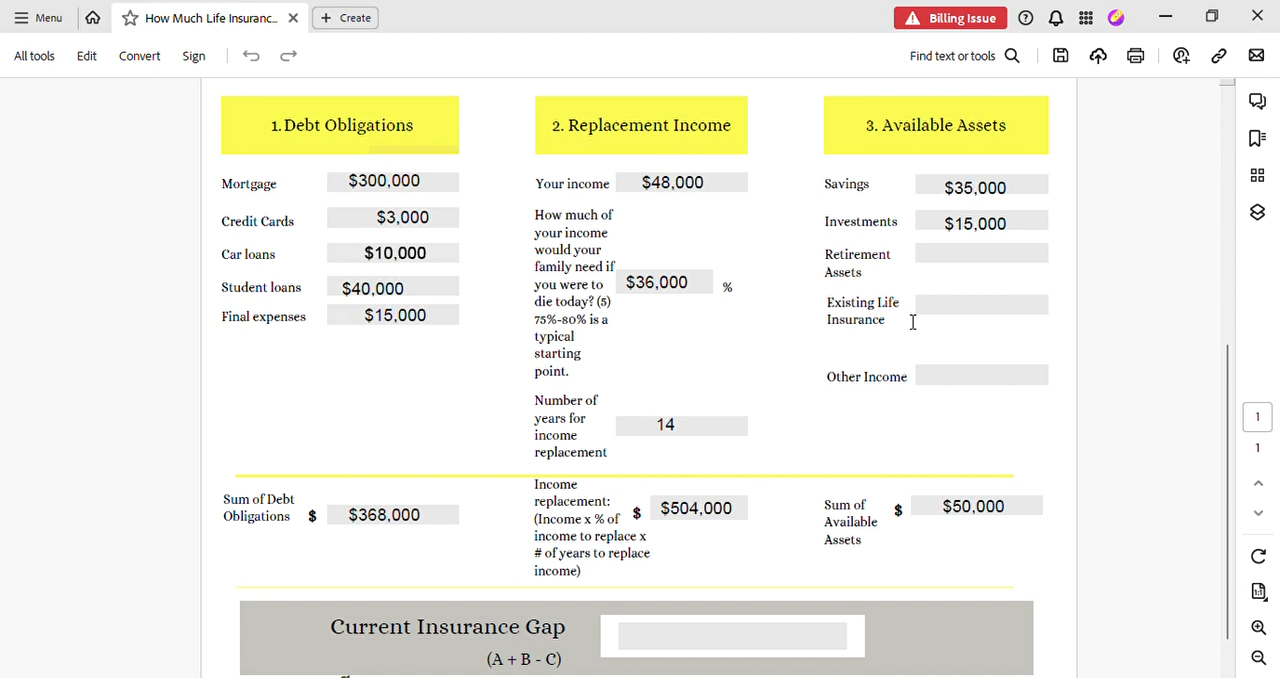 Menu
How Much Life Insuranc...
Create
Billing Issue
All tools
Edit
Convert
Sign
Find text or tools
1. Debt Obligations
Mortgage $300,000
Credit Cards $3,000
Car loans $10,000
Student loans $40,000
Final expenses $15,000
2. Replacement Income
Your income $48,000
How much of
your income
would your
family need if
you were to
die today? (5)
75%-80% is a
typical
starting
point.
$36,000 %
Number of
years for
income
replacement
14
3. Available Assets
Savings $35,000
Investments $15,000
Retirement
Assets
Existing Life
Insurance
Other Income
Sum of Debt
Obligations $ $368,000
Income
replacement:
(Income x % of
income to replace x
# of years to replace
income)
$ $504,000
Sum of
Available
Assets
$ $50,000
Current Insurance Gap
(A + B - C)
1
1
1:1